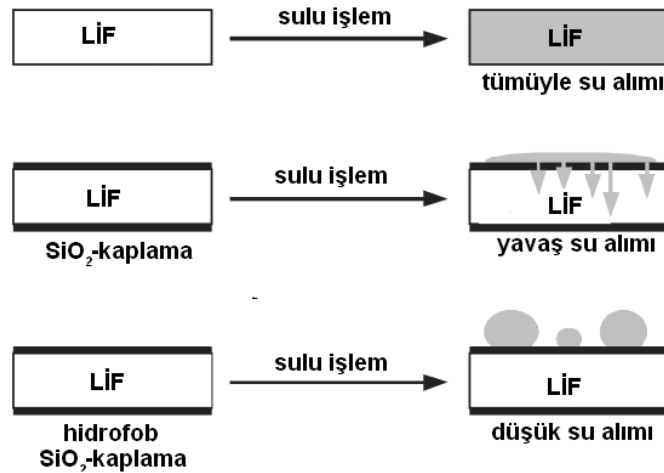 LİF
sulu işlem
LİF
tümüyle su alımı
LİF
SiO₂-kaplama
sulu işlem
LİF
yavaş su alımı
LİF
hidrofob
SiO₂-kaplama
sulu işlem
LİF
düşük su alımı